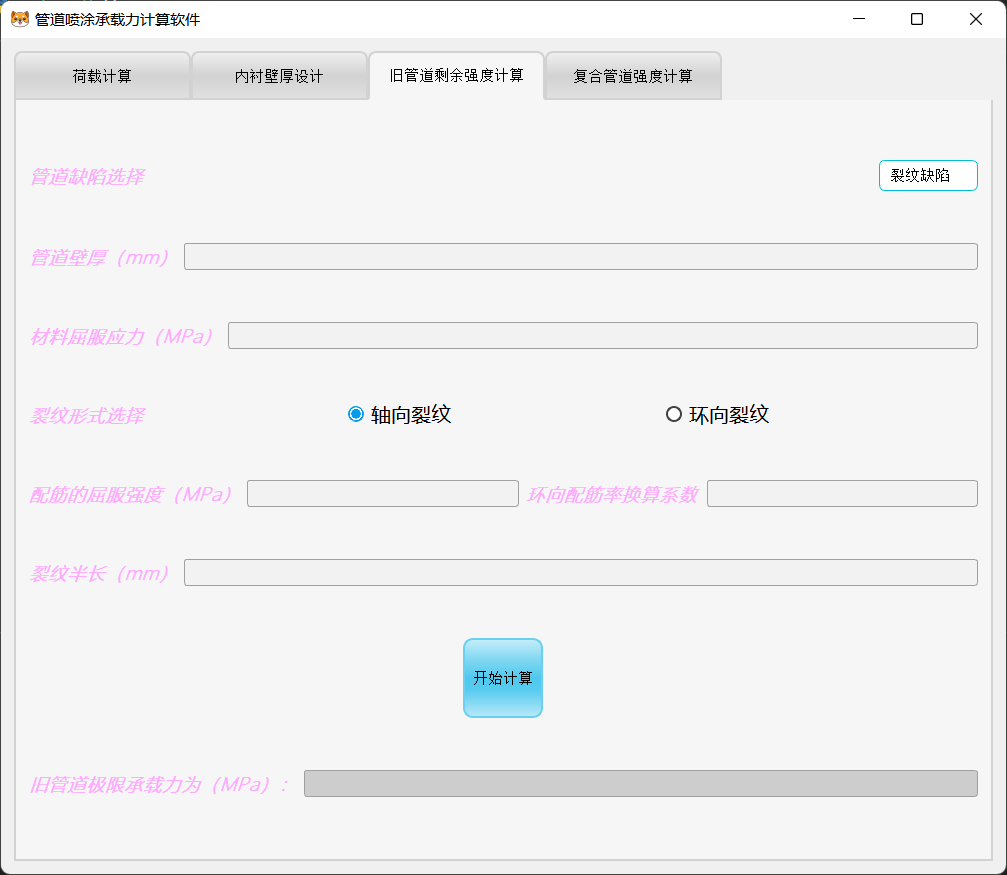 管道喷涂承载力计算软件
荷载计算 内衬壁厚设计 旧管道剩余强度计算 复合管道强度计算
管道缺陷选择 裂纹缺陷
管道壁厚（mm）
材料屈服应力（MPa）
裂纹形式选择 轴向裂纹 环向裂纹
配筋的屈服强度（MPa） 环向配筋率换算系数
裂纹半长（mm）
开始计算
旧管道极限承载力为（MPa）: